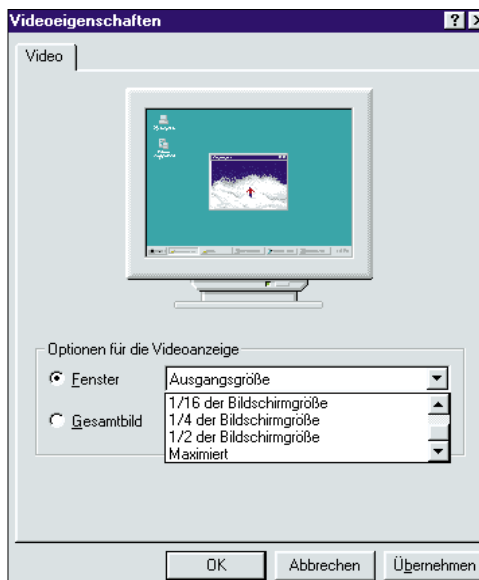 Videoeigenschaften
Video
Optionen für die Videoanzeige
Fenster
Ausgangsgröße
1/16 der Bildschirmgröße
1/4 der Bildschirmgröße
1/2 der Bildschirmgröße
Maximiert
Gesamtbild
OK
Abbrechen
Übernehmen